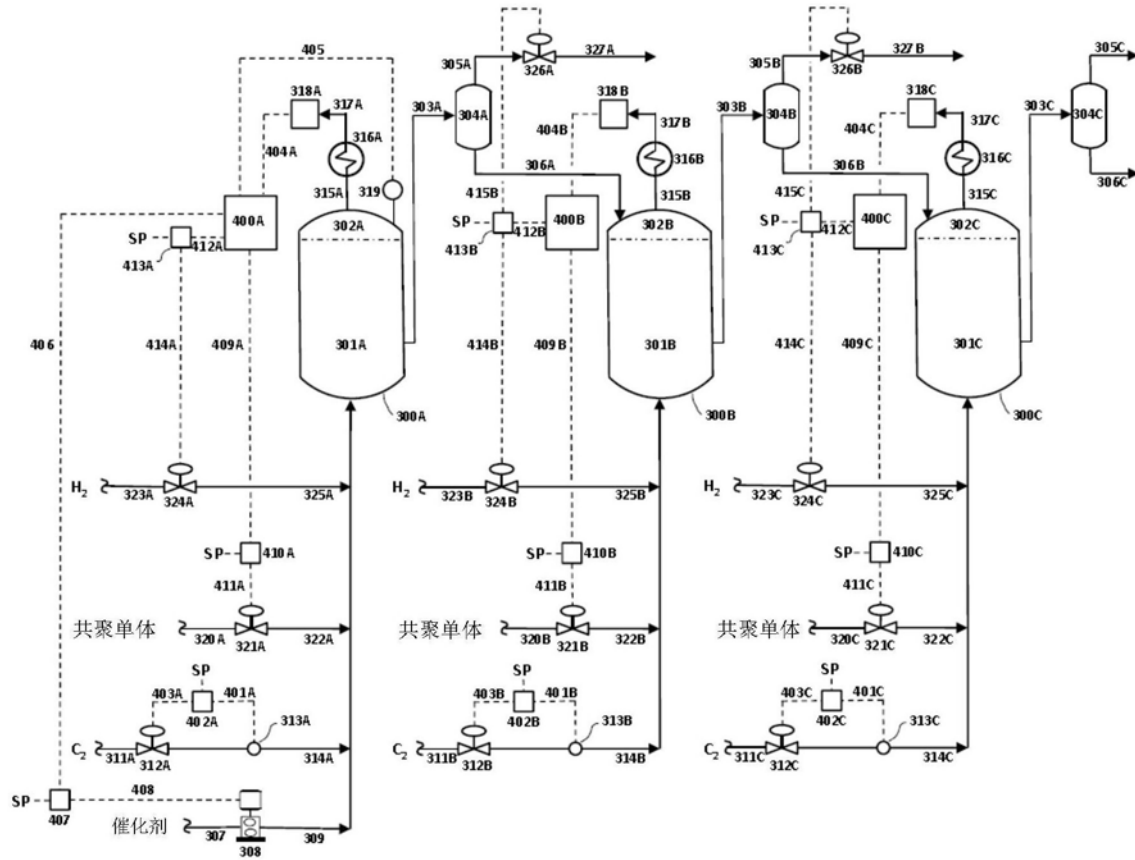 405
305A
326A
327A
305B
326B
327B
305C
318A
317A
303A
304A
318B
317B
303B
304B
318C
317C
303C
304C
404A
316A
404B
316B
404C
316C
315A
319
306A
415B
315B
306B
415C
315C
306C
SP
413A
412A
400A
302A
SP
413B
412B
400B
302B
SP
413C
412C
400C
302C
406
414A
409A
301A
414B
409B
301B
414C
409C
301C
300A
300B
300C
H₂
323A
324A
325A
H₂
323B
324B
325B
H₂
323C
324C
325C
SP
410A
SP
410B
SP
410C
411A
411B
411C
共聚单体
320A
321A
322A
共聚单体
320B
321B
322B
共聚单体
320C
321C
322C
SP
SP
SP
403A
401A
402A
313A
403B
401B
402B
313B
403C
401C
402C
313C
C₂
311A
312A
314A
C₂
311B
312B
314B
C₂
311C
312C
314C
SP
407
408
催化剂
307
308
309